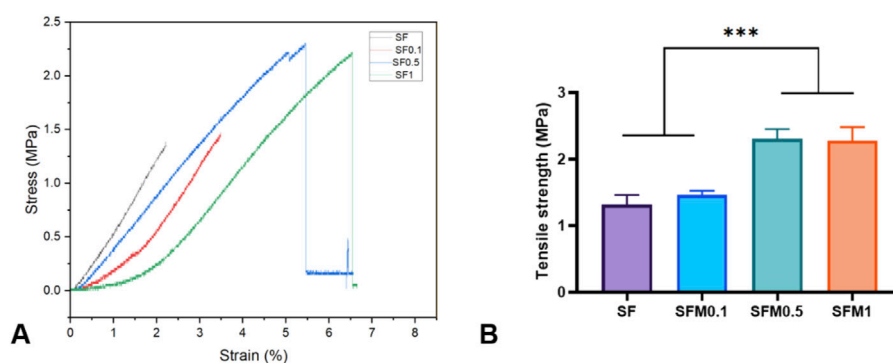 2.5
2.0
1.5
1.0
0.5
0.0
0 1 2 3 4 5 6 7 8
Stress (MPa)
Strain (%)
SF
SF0.1
SF0.5
SF1
A
***
3
2
1
0
Tensile strength (MPa)
SF SFM0.1 SFM0.5 SFM1
B